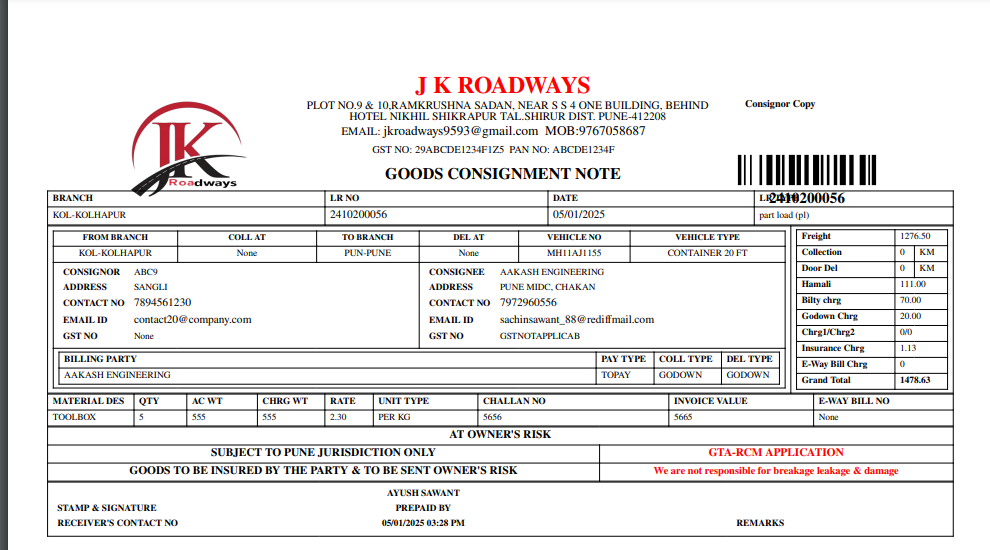 J K ROADWAYS
PLOT NO.9 & 10,RAMKRUSHNA SADAN, NEAR S S 4 ONE BUILDING, BEHIND
HOTEL NIKHIL SHIKRAPUR TAL.SHIRUR DIST. PUNE-412208
EMAIL: jkroadways9593@gmail.com MOB:9767058687
GST NO: 29ABCDE1234F1Z5 PAN NO: ABCDE1234F
GOODS CONSIGNMENT NOTE
Consignor Copy
JK
Roadways
2410200056
BRANCH LR NO DATE
KOL-KOLHAPUR 2410200056 05/01/2025 part load (pl)
FROM BRANCH COLL AT TO BRANCH DEL AT VEHICLE NO VEHICLE TYPE
KOL-KOLHAPUR None PUN-PUNE None MH11AJ1155 CONTAINER 20 FT
CONSIGNOR ABC9
ADDRESS SANGLI
CONTACT NO 7894561230
EMAIL ID contact20@company.com
GST NO None
CONSIGNEE AAKASH ENGINEERING
ADDRESS PUNE MIDC, CHAKAN
CONTACT NO 7972960556
EMAIL ID sachinsawant_88@rediffmail.com
GST NO GSTNOTAPPLICAB
BILLING PARTY PAY TYPE COLL TYPE DEL TYPE
AAKASH ENGINEERING TOPAY GODOWN GODOWN
Freight 1276.50
Collection 0 KM
Door Del 0 KM
Hamali 111.00
Bilty chrg 70.00
Godown Chrg 20.00
Chrg1/Chrg2 0/0
Insurance Chrg 1.13
E-Way Bill Chrg 0
Grand Total 1478.63
MATERIAL DES QTY AC WT CHRG WT RATE UNIT TYPE CHALLAN NO INVOICE VALUE E-WAY BILL NO
TOOLBOX 5 555 555 2.30 PER KG 5656 5665 None
AT OWNER'S RISK
SUBJECT TO PUNE JURISDICTION ONLY GTA-RCM APPLICATION
GOODS TO BE INSURED BY THE PARTY & TO BE SENT OWNER'S RISK We are not responsible for breakage leakage & damage
AYUSH SAWANT
STAMP & SIGNATURE PREPAID BY
RECEIVER'S CONTACT NO 05/01/2025 03:28 PM REMARKS